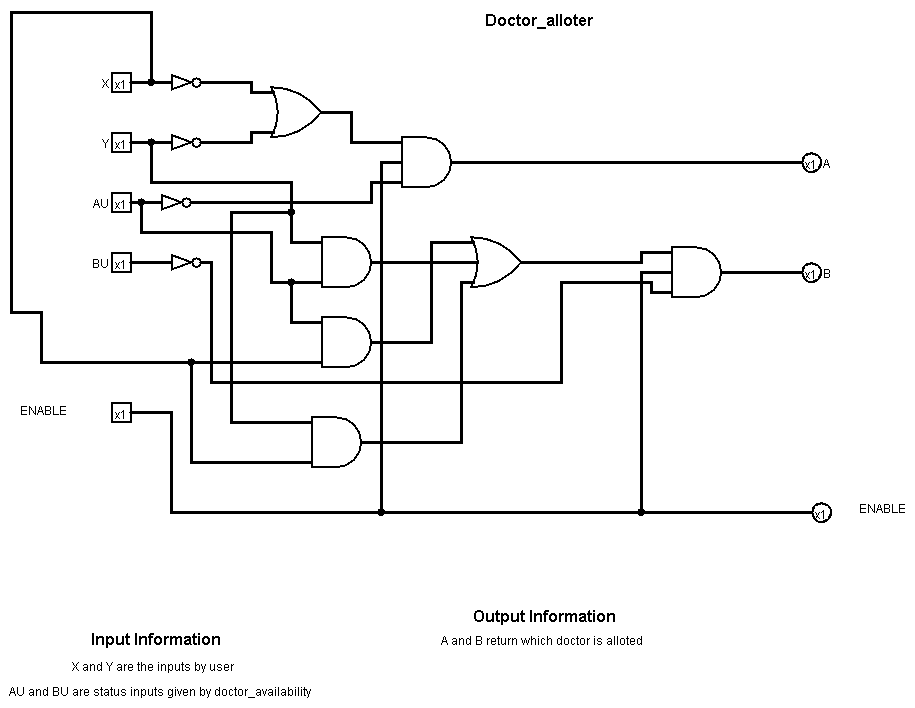 Doctor_alloter
X x1
Y x1
x1 A
AU x1
BU x1
x1 B
ENABLE x1
x1 ENABLE
Output Information
A and B return which doctor is alloted
Input Information
X and Y are the inputs by user
AU and BU are status inputs given by doctor_availability